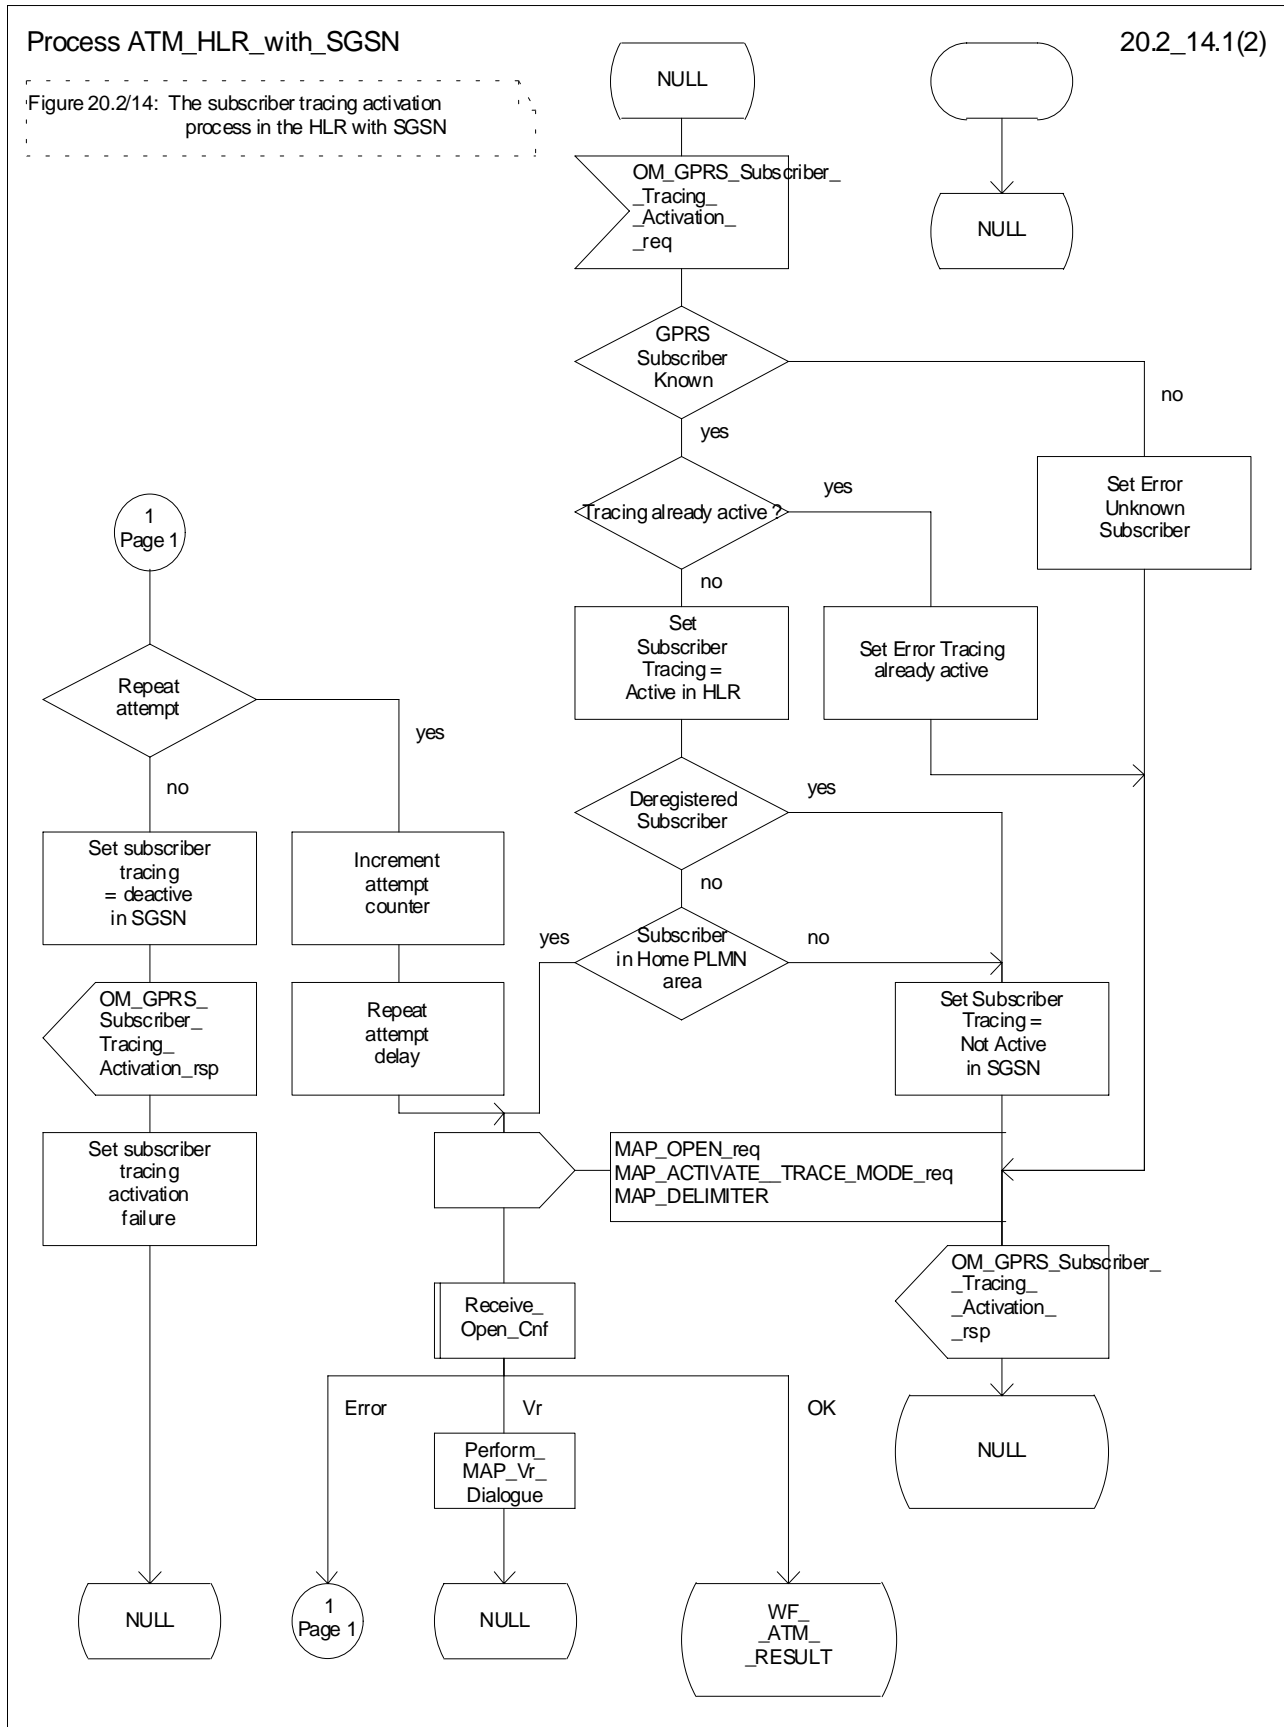 Process ATM_HLR_with_SGSN
20.2_14.1(2)
Figure 20.2/14: The subscriber tracing activation
process in the HLR with SGSN
NULL
NULL
OM_GPRS_Subscriber_
_Tracing_
_Activation_
_req
GPRS
Subscriber
Known
no
yes
Tracing already active ?
yes
no
Set Error
Unknown
Subscriber
Set
Subscriber
Tracing =
Active in HLR
Set Error Tracing
already active
Deregistered
Subscriber
yes
no
Subscriber
in Home PLMN
area
yes
no
Set Subscriber
Tracing =
Not Active
in SGSN
1
Page 1
Repeat
attempt
yes
no
Set subscriber
tracing
= deactive
in SGSN
Increment
attempt
counter
OM_GPRS_
Subscriber_
Tracing_
Activation_rsp
Repeat
attempt
delay
Set subscriber
tracing
activation
failure
MAP_OPEN_req
MAP_ACTIVATE__TRACE_MODE_req
MAP_DELIMITER
OM_GPRS_Subscriber_
_Tracing_
_Activation_
_rsp
NULL
Receive_
Open_Cnf
Error
Vr
OK
Perform_
MAP_Vr_
Dialogue
NULL
1
Page 1
NULL
WF_
_ATM_
_RESULT